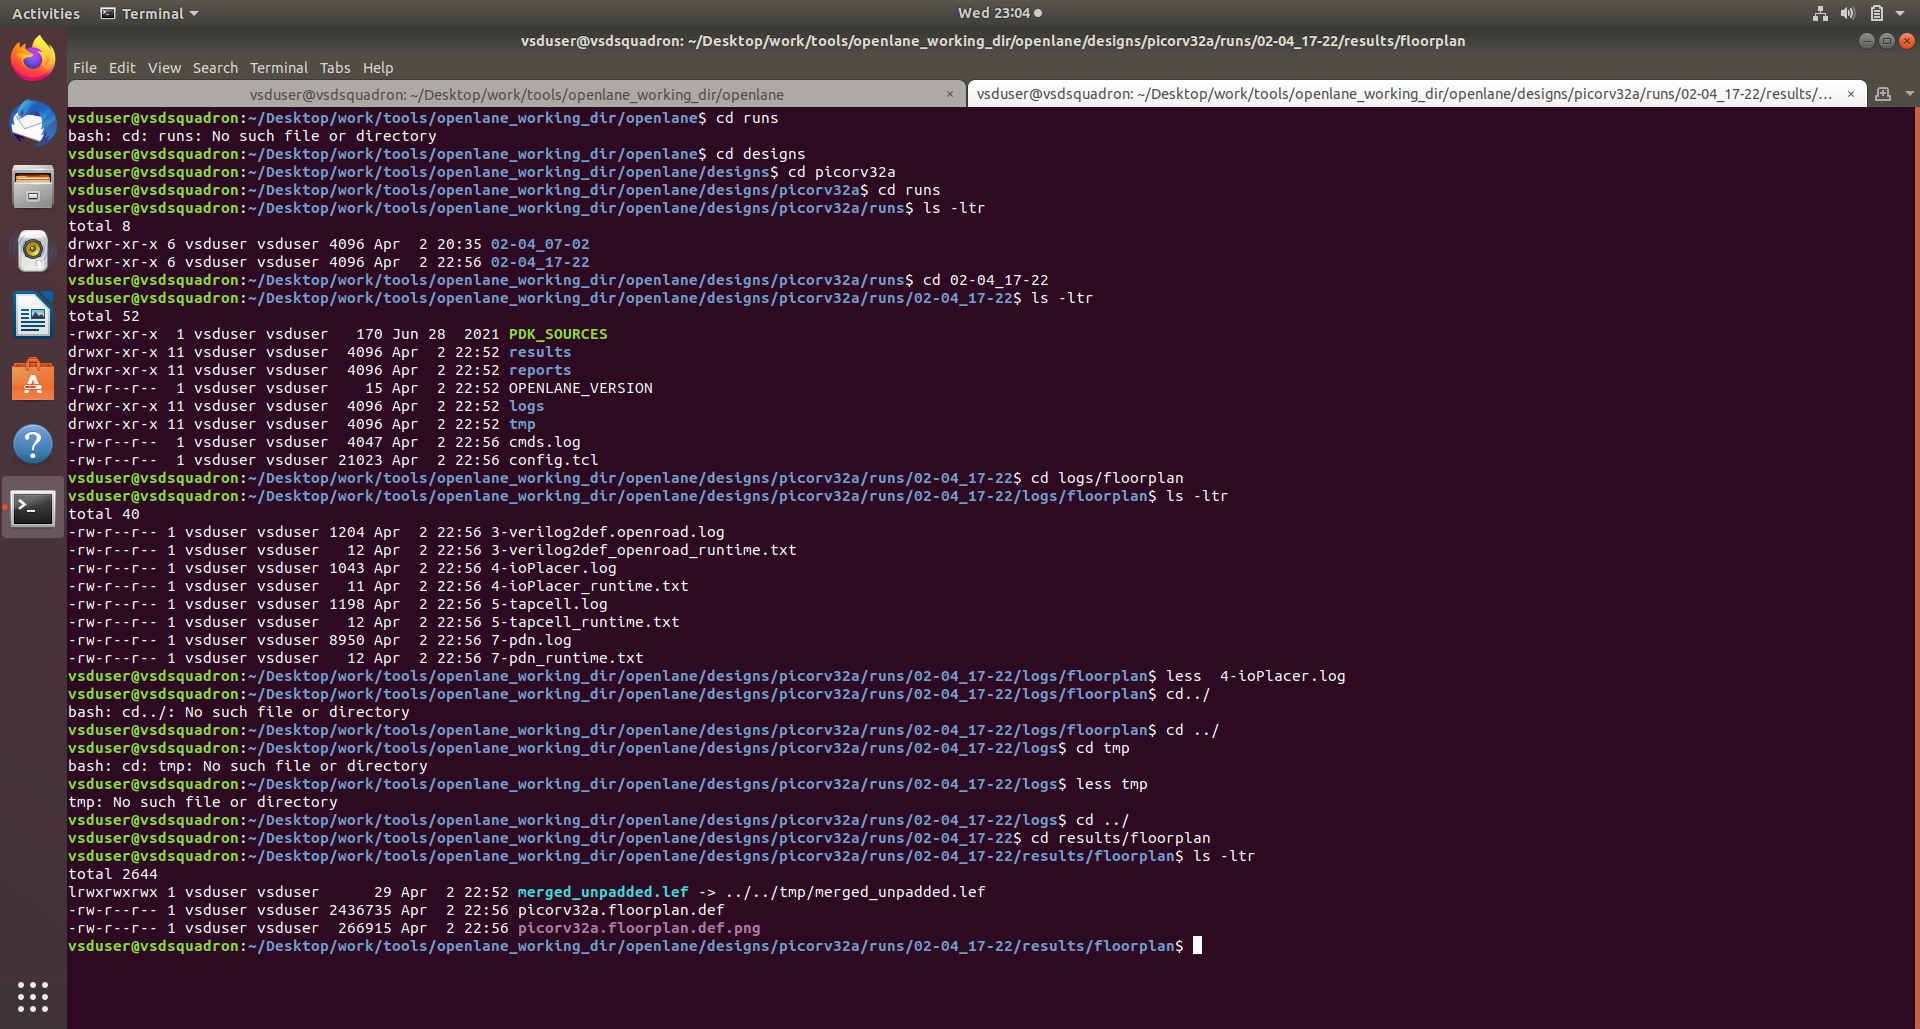 Activities Terminal Wed 23:04
vsduser@vsdsquadron: ~/Desktop/work/tools/openlane_working_dir/openlane/designs/picorv32a/runs/02-04_17-22/results/floorplan
File Edit View Search Terminal Tabs Help
vsduser@vsdsquadron: ~/Desktop/work/tools/openlane_working_dir/openlane × vsduser@vsdsquadron: ~/Desktop/work/tools/openlane_working_dir/openlane/designs/picorv32a/runs/02-04_17-22/results/... ×
vsduser@vsdsquadron:~/Desktop/work/tools/openlane_working_dir/openlane$ cd runs
bash: cd: runs: No such file or directory
vsduser@vsdsquadron:~/Desktop/work/tools/openlane_working_dir/openlane$ cd designs
vsduser@vsdsquadron:~/Desktop/work/tools/openlane_working_dir/openlane/designs$ cd picorv32a
vsduser@vsdsquadron:~/Desktop/work/tools/openlane_working_dir/openlane/designs/picorv32a$ cd runs
vsduser@vsdsquadron:~/Desktop/work/tools/openlane_working_dir/openlane/designs/picorv32a/runs$ ls -ltr
total 8
drwxr-xr-x 6 vsduser vsduser 4096 Apr  2 20:35 02-04_07-02
drwxr-xr-x 6 vsduser vsduser 4096 Apr  2 22:56 02-04_17-22
vsduser@vsdsquadron:~/Desktop/work/tools/openlane_working_dir/openlane/designs/picorv32a/runs$ cd 02-04_17-22
vsduser@vsdsquadron:~/Desktop/work/tools/openlane_working_dir/openlane/designs/picorv32a/runs/02-04_17-22$ ls -ltr
total 52
-rwxr-xr-x  1 vsduser vsduser   170 Jun 28  2021 PDK_SOURCES
drwxr-xr-x 11 vsduser vsduser  4096 Apr  2 22:52 results
drwxr-xr-x 11 vsduser vsduser  4096 Apr  2 22:52 reports
-rw-r--r--  1 vsduser vsduser    15 Apr  2 22:52 OPENLANE_VERSION
drwxr-xr-x 11 vsduser vsduser  4096 Apr  2 22:52 logs
drwxr-xr-x 11 vsduser vsduser  4096 Apr  2 22:52 tmp
-rw-r--r--  1 vsduser vsduser  4047 Apr  2 22:56 cmds.log
-rw-r--r--  1 vsduser vsduser 21023 Apr  2 22:56 config.tcl
vsduser@vsdsquadron:~/Desktop/work/tools/openlane_working_dir/openlane/designs/picorv32a/runs/02-04_17-22$ cd logs/floorplan
vsduser@vsdsquadron:~/Desktop/work/tools/openlane_working_dir/openlane/designs/picorv32a/runs/02-04_17-22/logs/floorplan$ ls -ltr
total 40
-rw-r--r-- 1 vsduser vsduser 1204 Apr  2 22:56 3-verilog2def.openroad.log
-rw-r--r-- 1 vsduser vsduser   12 Apr  2 22:56 3-verilog2def_openroad_runtime.txt
-rw-r--r-- 1 vsduser vsduser 1043 Apr  2 22:56 4-ioPlacer.log
-rw-r--r-- 1 vsduser vsduser   11 Apr  2 22:56 4-ioPlacer_runtime.txt
-rw-r--r-- 1 vsduser vsduser 1198 Apr  2 22:56 5-tapcell.log
-rw-r--r-- 1 vsduser vsduser   12 Apr  2 22:56 5-tapcell_runtime.txt
-rw-r--r-- 1 vsduser vsduser 8950 Apr  2 22:56 7-pdn.log
-rw-r--r-- 1 vsduser vsduser   12 Apr  2 22:56 7-pdn_runtime.txt
vsduser@vsdsquadron:~/Desktop/work/tools/openlane_working_dir/openlane/designs/picorv32a/runs/02-04_17-22/logs/floorplan$ less  4-ioPlacer.log
vsduser@vsdsquadron:~/Desktop/work/tools/openlane_working_dir/openlane/designs/picorv32a/runs/02-04_17-22/logs/floorplan$ cd../
bash: cd../: No such file or directory
vsduser@vsdsquadron:~/Desktop/work/tools/openlane_working_dir/openlane/designs/picorv32a/runs/02-04_17-22/logs/floorplan$ cd ../
vsduser@vsdsquadron:~/Desktop/work/tools/openlane_working_dir/openlane/designs/picorv32a/runs/02-04_17-22/logs$ cd tmp
bash: cd: tmp: No such file or directory
vsduser@vsdsquadron:~/Desktop/work/tools/openlane_working_dir/openlane/designs/picorv32a/runs/02-04_17-22/logs$ less tmp
tmp: No such file or directory
vsduser@vsdsquadron:~/Desktop/work/tools/openlane_working_dir/openlane/designs/picorv32a/runs/02-04_17-22/logs$ cd ../
vsduser@vsdsquadron:~/Desktop/work/tools/openlane_working_dir/openlane/designs/picorv32a/runs/02-04_17-22$ cd results/floorplan
vsduser@vsdsquadron:~/Desktop/work/tools/openlane_working_dir/openlane/designs/picorv32a/runs/02-04_17-22/results/floorplan$ ls -ltr
total 2644
lrwxrwxrwx 1 vsduser vsduser      29 Apr  2 22:52 merged_unpadded.lef -> ../../tmp/merged_unpadded.lef
-rw-r--r-- 1 vsduser vsduser 2436735 Apr  2 22:56 picorv32a.floorplan.def
-rw-r--r-- 1 vsduser vsduser  266915 Apr  2 22:56 picorv32a.floorplan.def.png
vsduser@vsdsquadron:~/Desktop/work/tools/openlane_working_dir/openlane/designs/picorv32a/runs/02-04_17-22/results/floorplan$